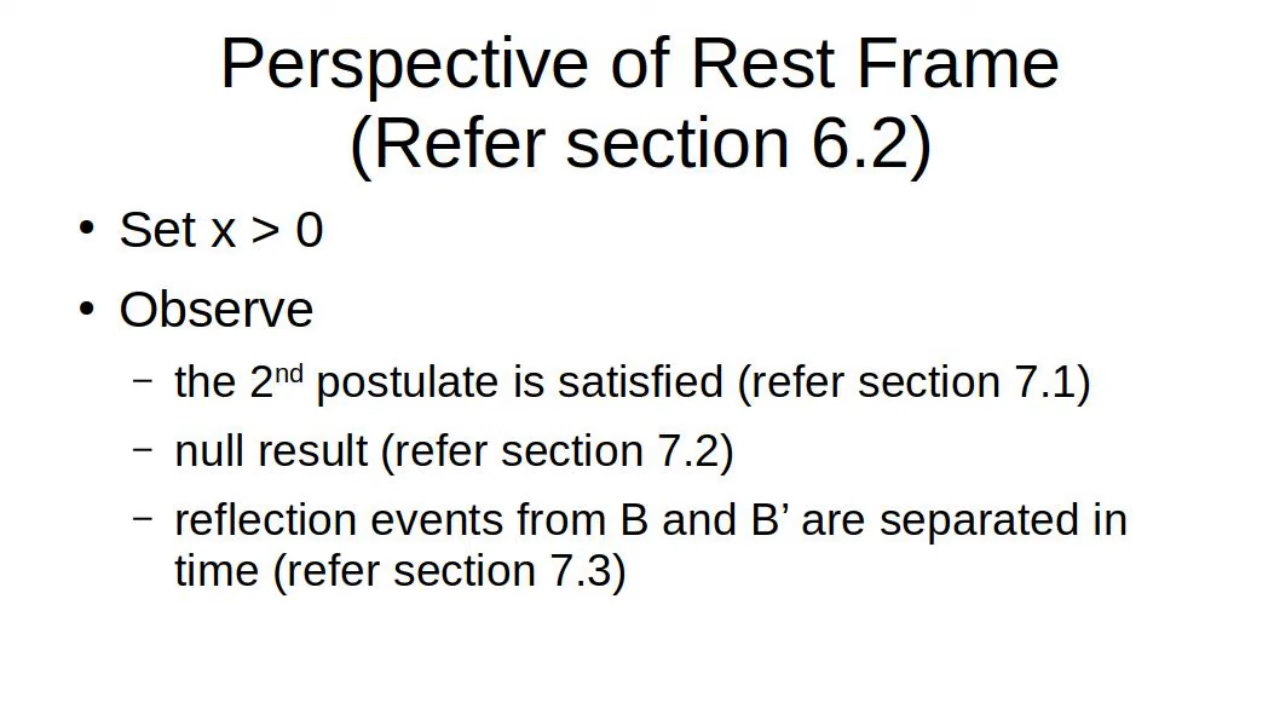 Perspective of Rest Frame
(Refer section 6.2)
• Set x > 0
• Observe
– the 2nd postulate is satisfied (refer section 7.1)
– null result (refer section 7.2)
– reflection events from B and B’ are separated in
time (refer section 7.3)